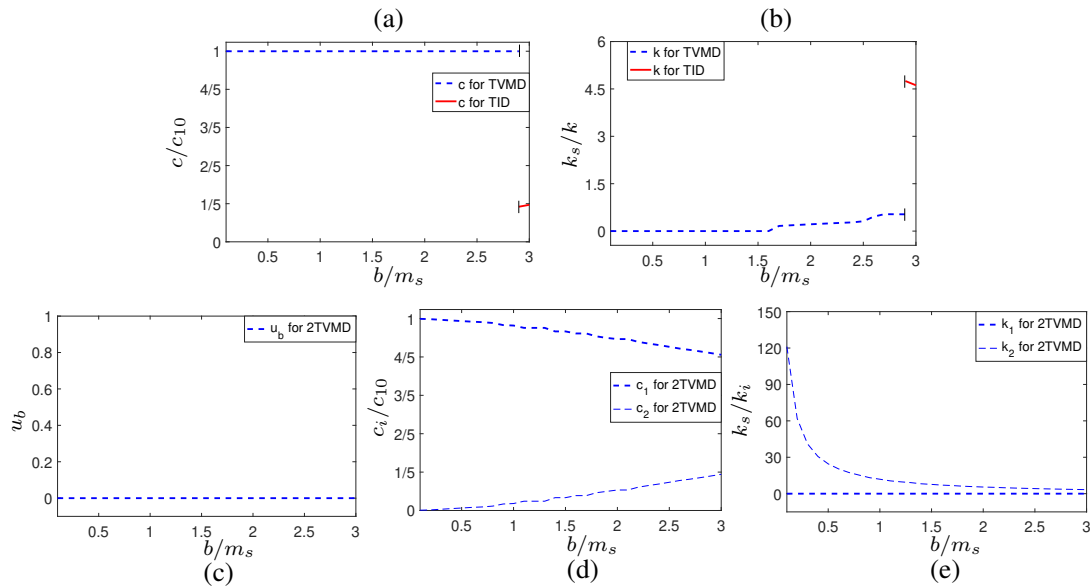 (a)
(b)
c/c₁₀
1
4/5
3/5
2/5
1/5
0
c for TVMD
c for TID
0.5 1 1.5 2 2.5 3
b/mₛ
kₛ/k
6
4.5
3
1.5
0
k for TVMD
k for TID
0.5 1 1.5 2 2.5 3
b/mₛ
u_b
1
0.8
0.6
0.4
0.2
0
u_b for 2TVMD
0.5 1 1.5 2 2.5 3
b/mₛ
(c)
cᵢ/c₁₀
1
4/5
3/5
2/5
1/5
0
c₁ for 2TVMD
c₂ for 2TVMD
0.5 1 1.5 2 2.5 3
b/mₛ
(d)
kₛ/kᵢ
150
120
90
60
30
0
k₁ for 2TVMD
k₂ for 2TVMD
0.5 1 1.5 2 2.5 3
b/mₛ
(e)